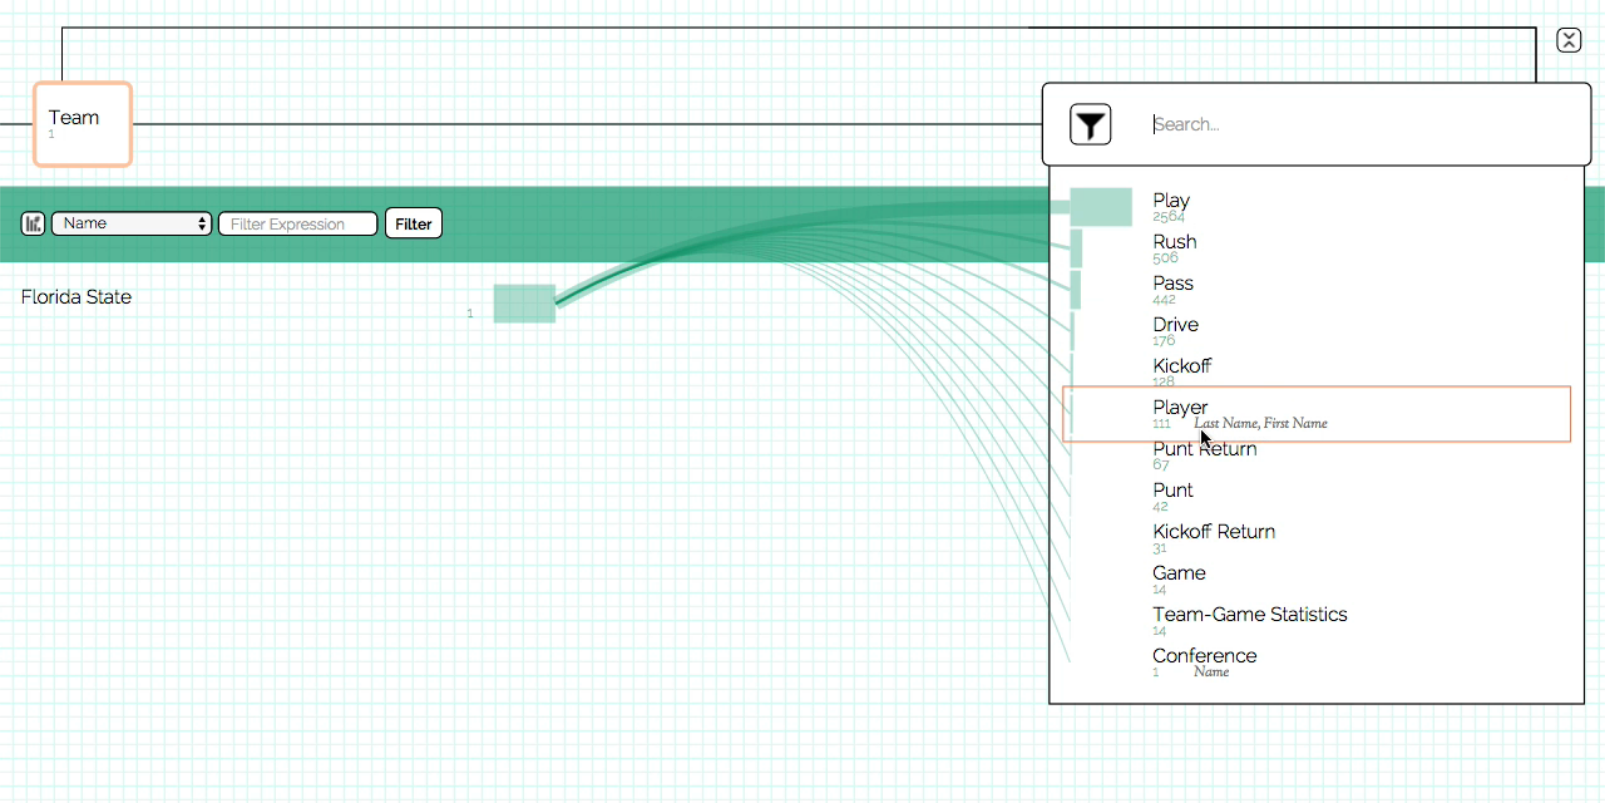 Team
1
Search...
Name
Filter Expression
Filter
Florida State
1
Play
2564
Rush
506
Pass
442
Drive
176
Kickoff
128
Player
111 Last Name, First Name
Punt Return
67
Punt
42
Kickoff Return
31
Game
14
Team-Game Statistics
14
Conference
1 Name